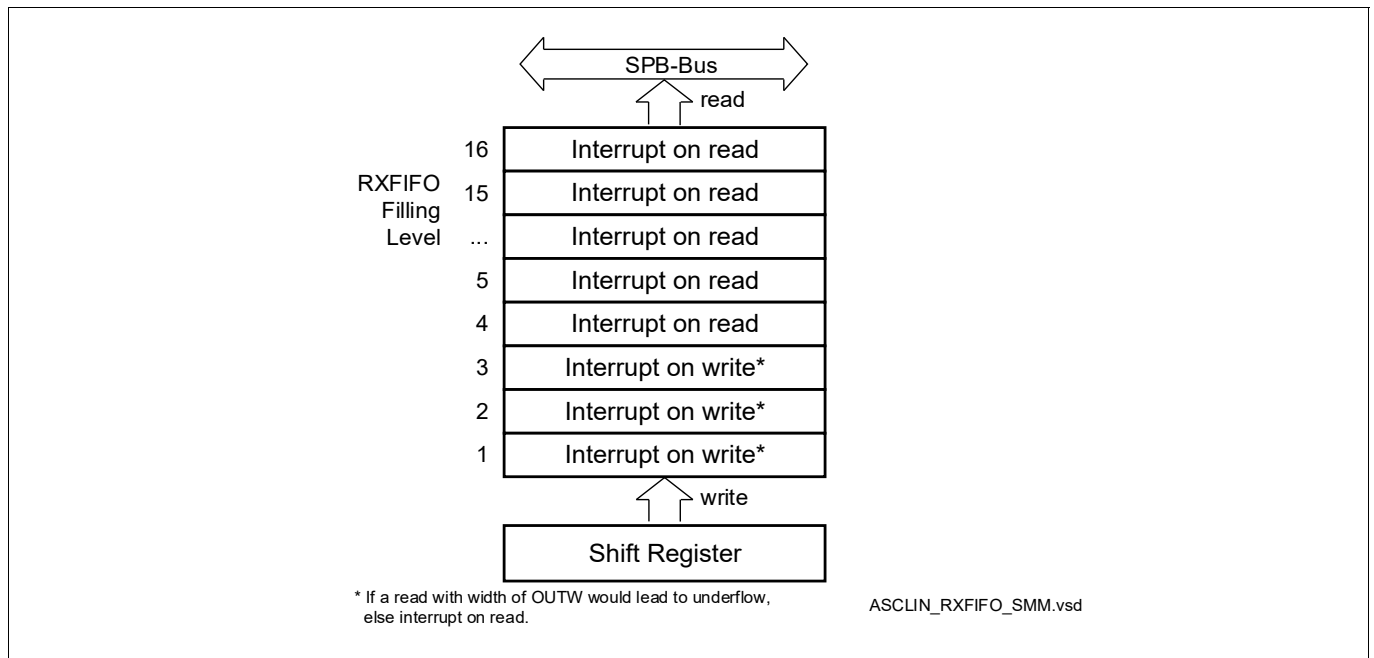 SPB-Bus
read
16 Interrupt on read
RXFIFO
15 Interrupt on read
Filling
Level ... Interrupt on read
5 Interrupt on read
4 Interrupt on read
3 Interrupt on write*
2 Interrupt on write*
1 Interrupt on write*
write
Shift Register
* If a read with width of OUTW would lead to underflow,
else interrupt on read.
ASCLIN_RXFIFO_SMM.vsd